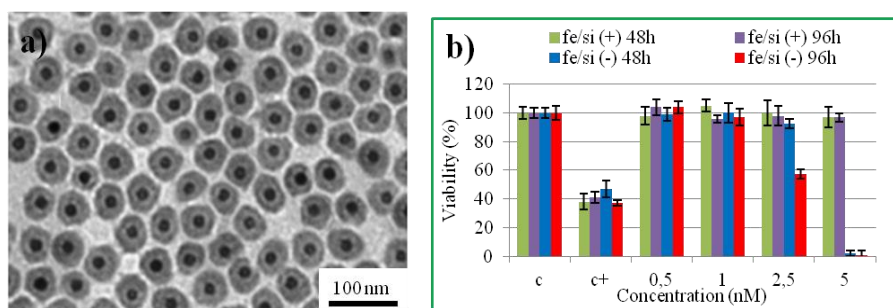 a)
100 nm
b)
fe/si (+) 48h
fe/si (+) 96h
fe/si (-) 48h
fe/si (-) 96h
120
100
80
60
40
20
0
Viability (%)
c
c+
0,5
1
2,5
5
Concentration (nM)